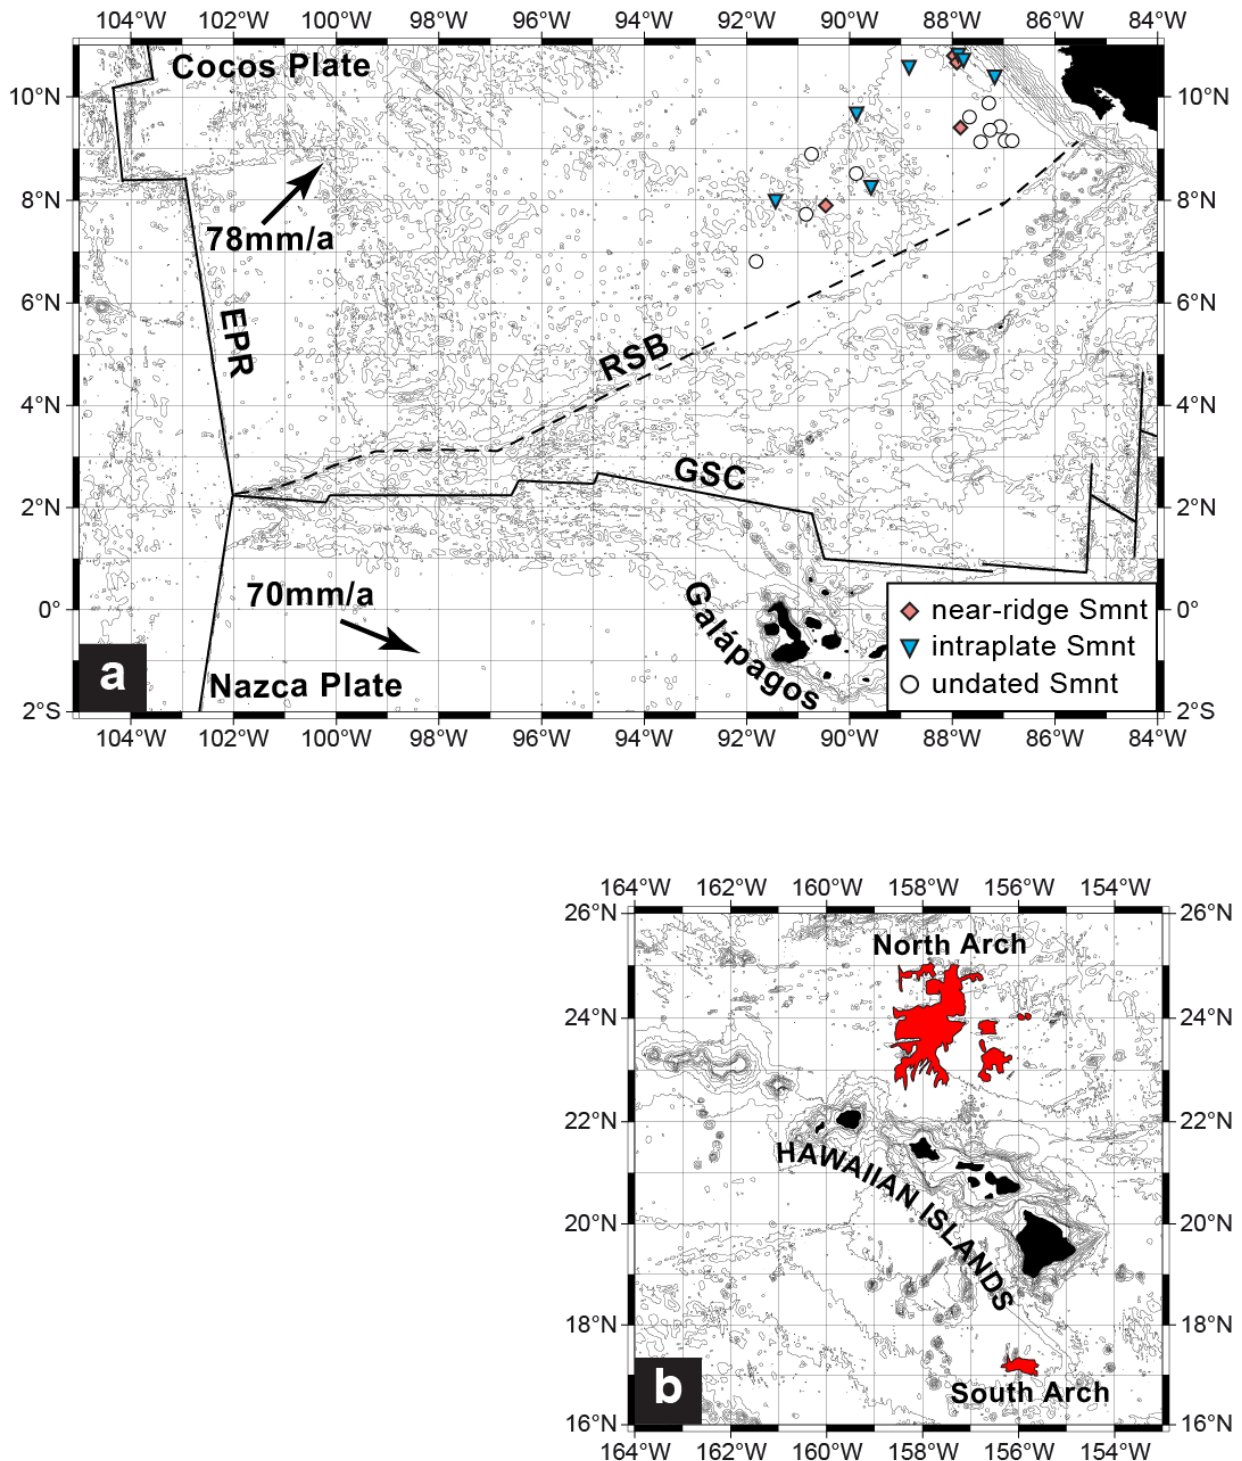 104°W 102°W 100°W 98°W 96°W 94°W 92°W 90°W 88°W 86°W 84°W
Cocos Plate
10°N 10°N
8°N 8°N
78mm/a
6°N 6°N
EPR
RSB
4°N 4°N
GSC
2°N 2°N
70mm/a
0° 0°
Galápagos
near-ridge Smnt
intraplate Smnt
undated Smnt
a
Nazca Plate
2°S 2°S
104°W 102°W 100°W 98°W 96°W 94°W 92°W 90°W 88°W 86°W 84°W
164°W 162°W 160°W 158°W 156°W 154°W
26°N 26°N
North Arch
24°N 24°N
22°N 22°N
HAWAIIAN ISLANDS
20°N 20°N
18°N 18°N
b
South Arch
16°N 16°N
164°W 162°W 160°W 158°W 156°W 154°W